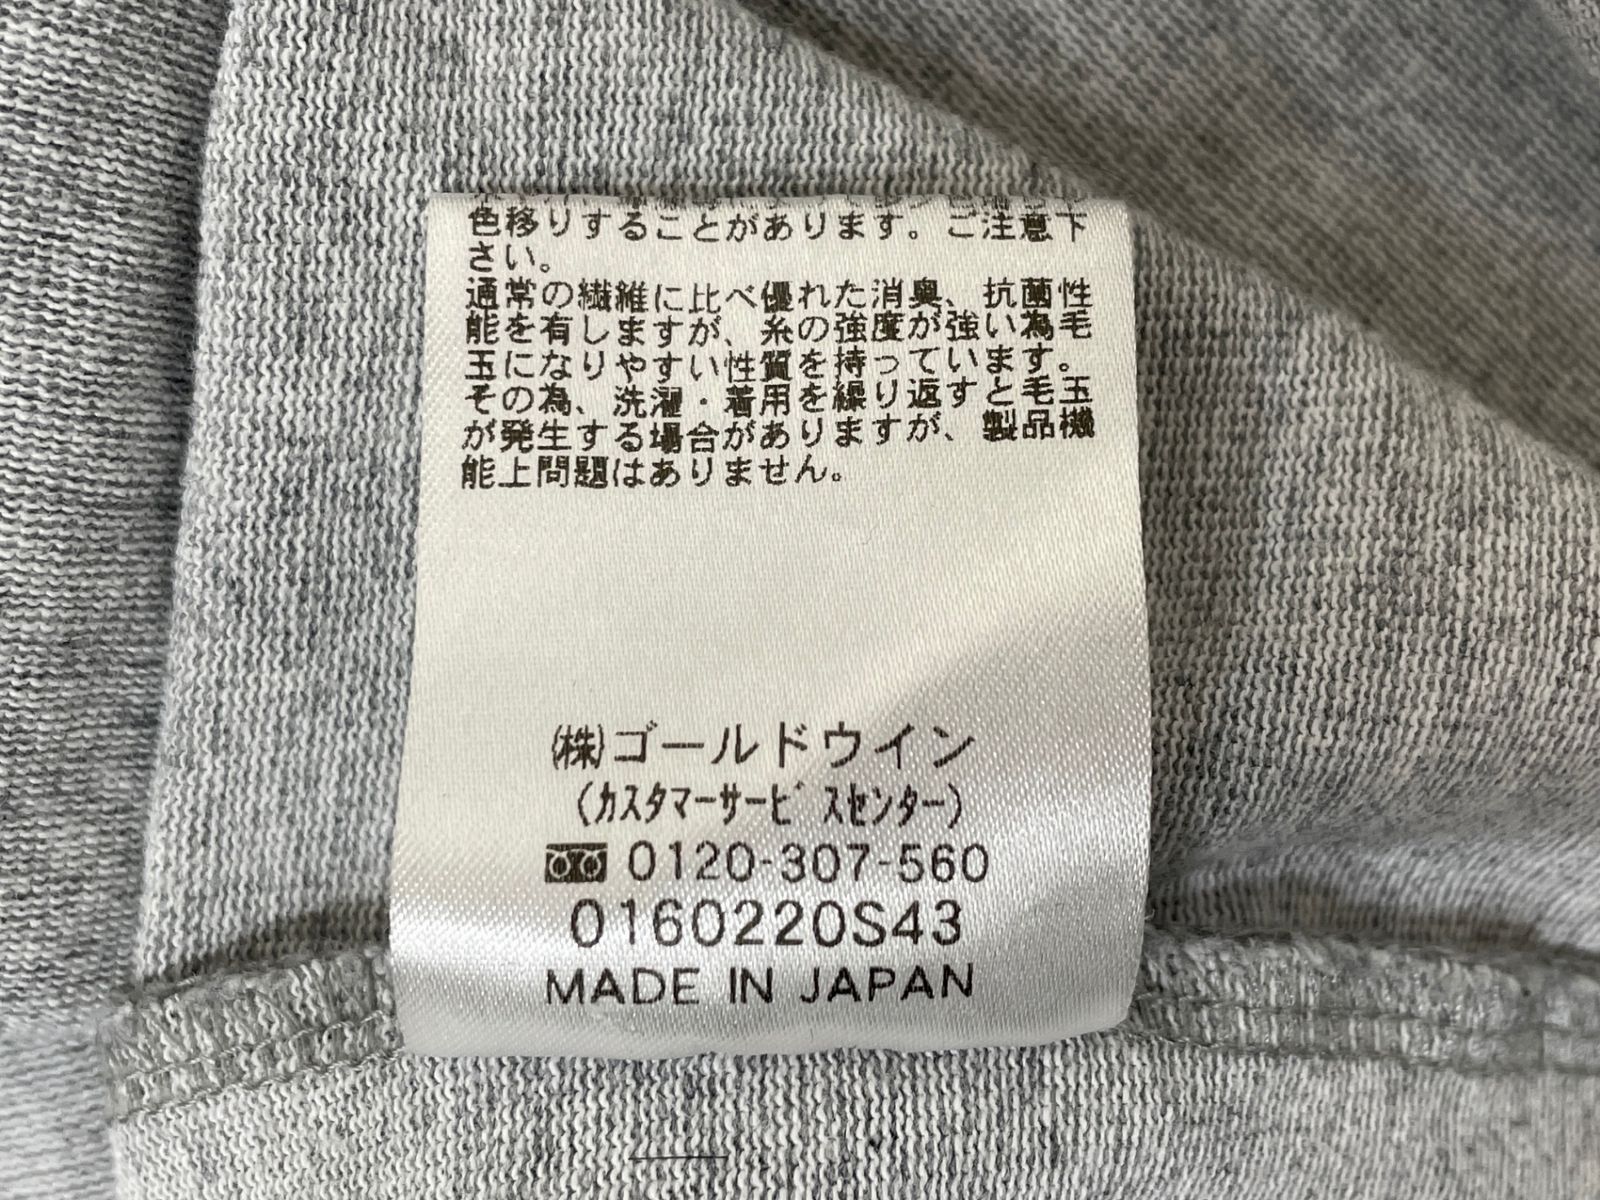 色移りすることがあります。ご注意下
さい。
通常の繊維に比べ優れた消臭、抗菌性
能を有しますが、糸の強度が強い為毛
玉になりやすい性質を持っています。
その為、洗濯・着用を繰り返すと毛玉
が発生する場合がありますが、製品機
能上問題はありません。
㈱ゴールドウイン
(カスタマーサービスセンター)
0120-307-560
0160220S43
MADE IN JAPAN